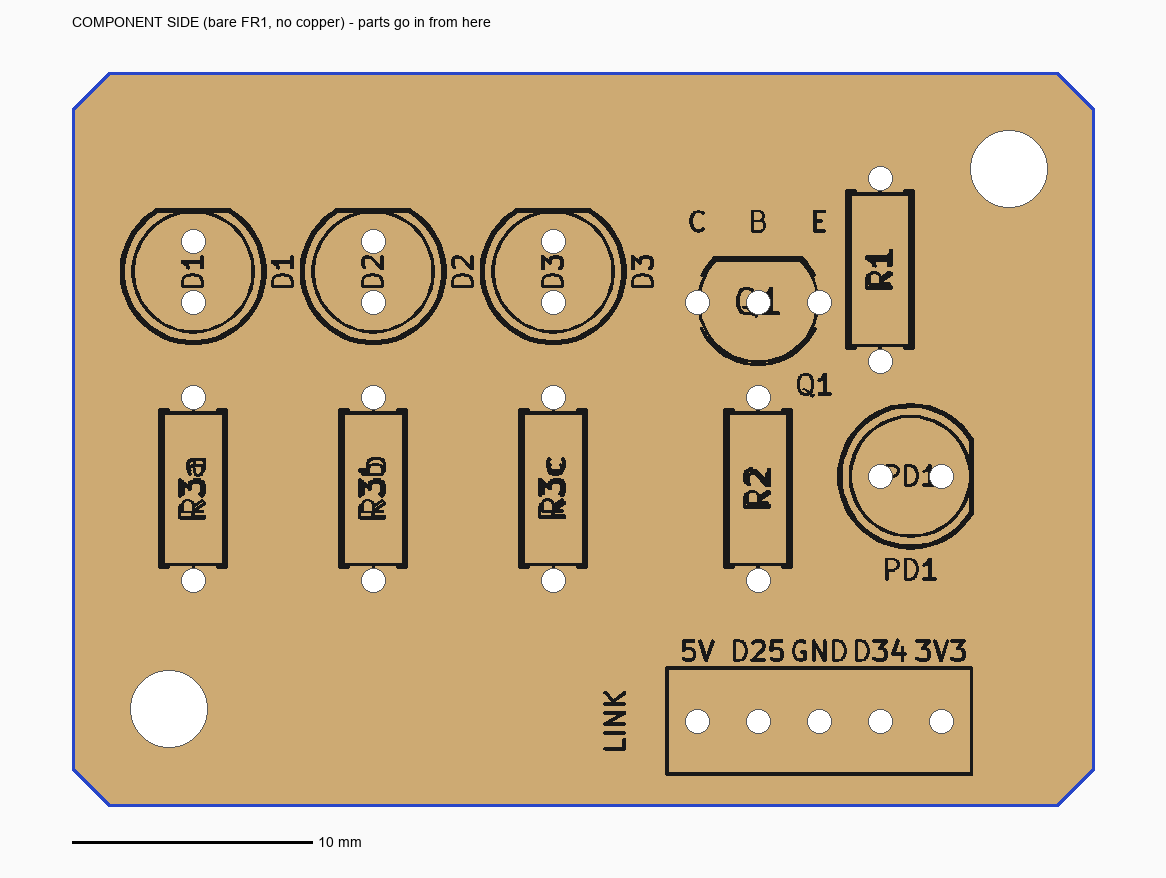 COMPONENT SIDE (bare FR1, no copper) - parts go in from here
C B E
D1 D1 D2 D2 D3 D3
Q1
R1
Q1
R3a R3b R3c R2
PD1
PD1
5V D25 GND D34 3V3
LINK
10 mm